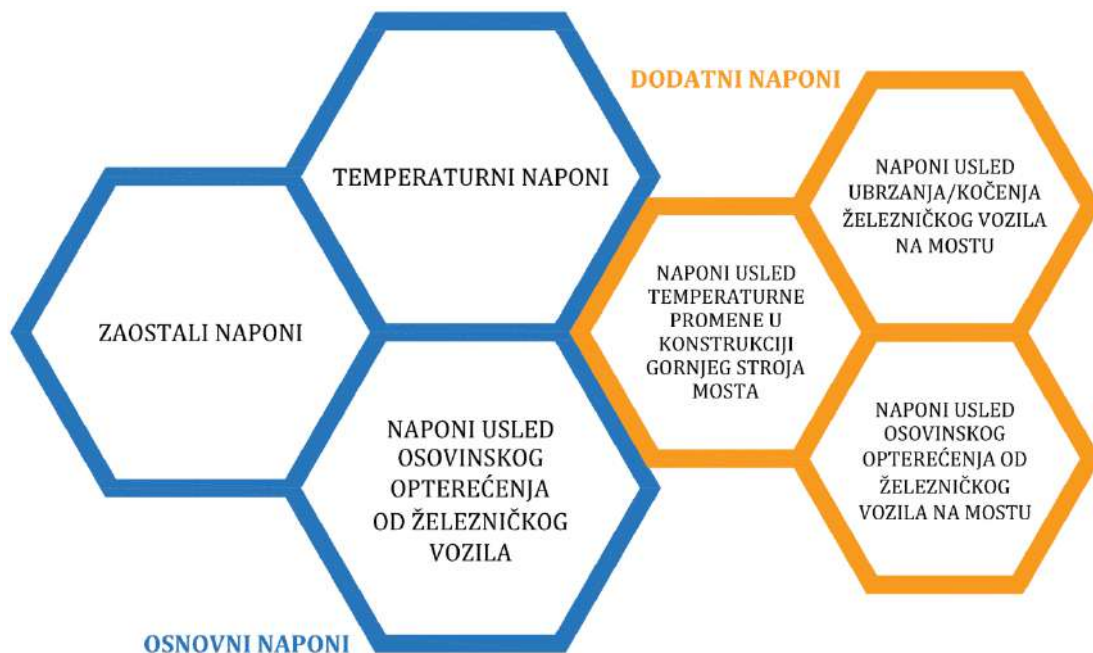 DODATNI NAPONI
TEMPERATURNI NAPONI
ZAOSTALI NAPONI
NAPONI USLED
OSOVINSKOG
OPTEREĆENJA
OD ŽELEZNIČKOG
VOZILA
OSNOVNI NAPONI
NAPONI USLED
TEMPERATURNE
PROMENE U
KONSTRUKCIJI
GORNJEG STROJA
MOSTA
NAPONI USLED
UBRZANJA/KOČENJA
ŽELEZNIČKOG VOZILA
NA MOSTU
NAPONI USLED
OSOVINSKOG
OPTEREĆENJA OD
ŽELEZNIČKOG
VOZILA NA MOSTU